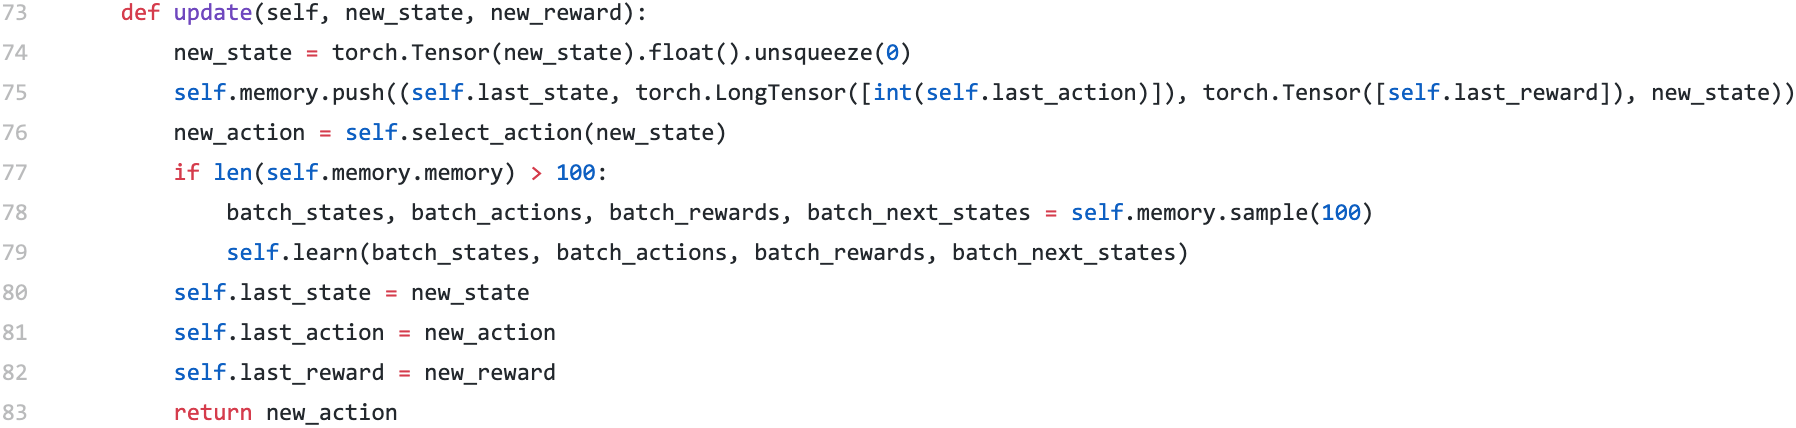 73 def update(self, new_state, new_reward):
74 new_state = torch.Tensor(new_state).float().unsqueeze(0)
75 self.memory.push((self.last_state, torch.LongTensor([int(self.last_action)]), torch.Tensor([self.last_reward]), new_state))
76 new_action = self.select_action(new_state)
77 if len(self.memory.memory) > 100:
78 batch_states, batch_actions, batch_rewards, batch_next_states = self.memory.sample(100)
79 self.learn(batch_states, batch_actions, batch_rewards, batch_next_states)
80 self.last_state = new_state
81 self.last_action = new_action
82 self.last_reward = new_reward
83 return new_action